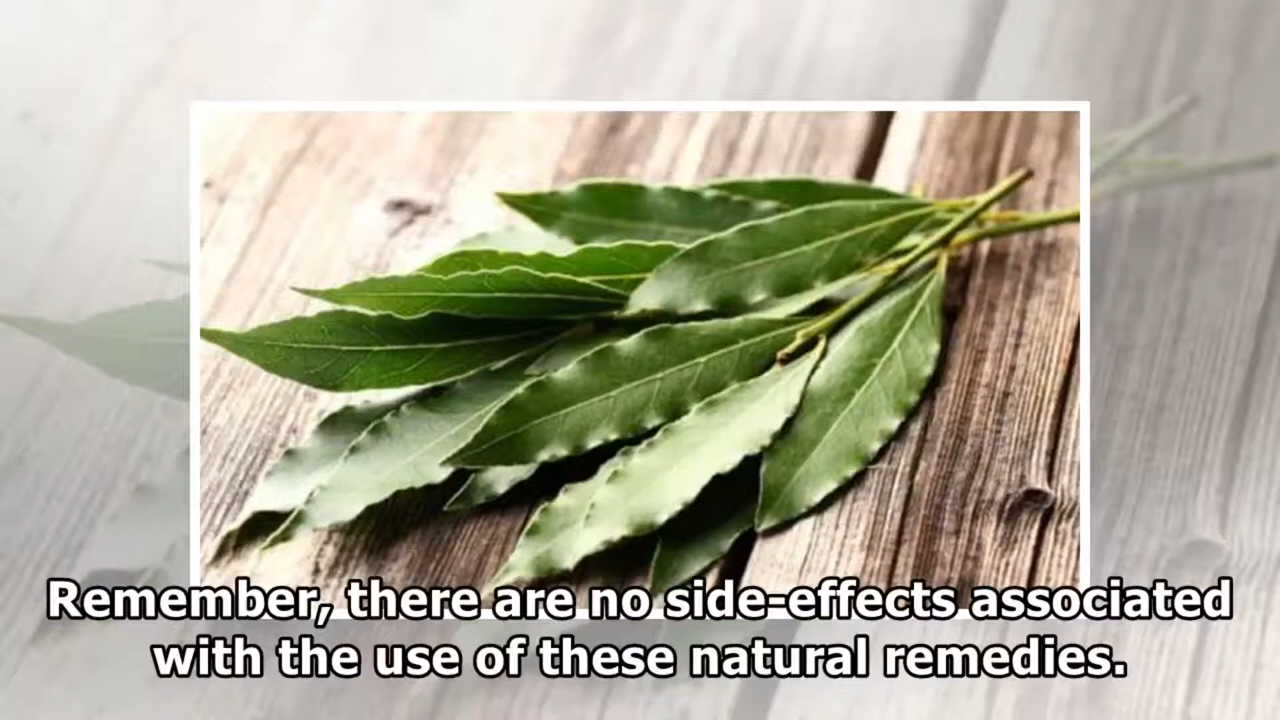 Remember, there are no side-effects associated
with the use of these natural remedies.